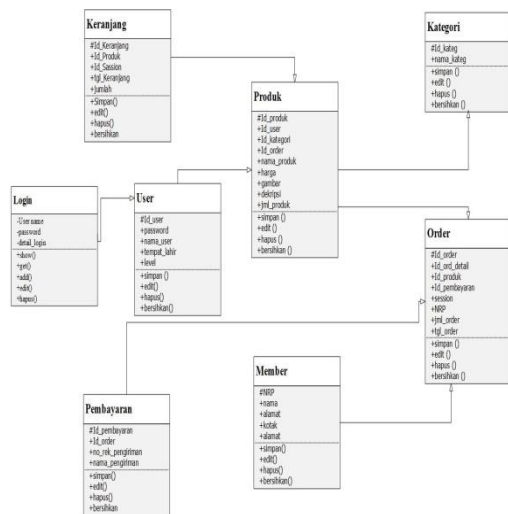 Keranjang
#Id_Keranjang
+Id_Produk
+Id_Sassion
+tgl_Keranjang
+jumlah
+Simpan()
+edit()
+hapus()
+bersihkan
Kategori
#Id_kateg
+nama_kateg
+simpan ()
+edit ()
+hapus ()
+bersihkan ()
Produk
#Id_produk
+Id_user
+Id_kategori
+Id_order
+nama_produk
+harga
+gambar
+dekripsi
+jml_produk
+simpan ()
+edit ()
+hapus ()
+bersihkan ()
Login
-User name
-password
-detail_login
+show()
+get()
+add()
+edit()
+hapus()
User
#Id_user
+password
+nama_user
+tempat_lahir
+level
+simpan ()
+edit()
+hapus()
+bersihkan()
Order
#Id_order
+Id_ord_detail
+Id_produk
+Id_pembayaran
+session
+NRP
+jml_order
+tgl_order
+simpan ()
+edit ()
+hapus ()
+bersihkan ()
Member
#NRP
+nama
+alamat
+kotak
+alamat
+simpan()
+edit()
+hapus()
+bersihkan()
Pembayaran
#Id_pembayaran
+Id_order
+no_rek_pengiriman
+nama_pengiriman
+simpan()
+edit()
+hapus()
+bersihkan